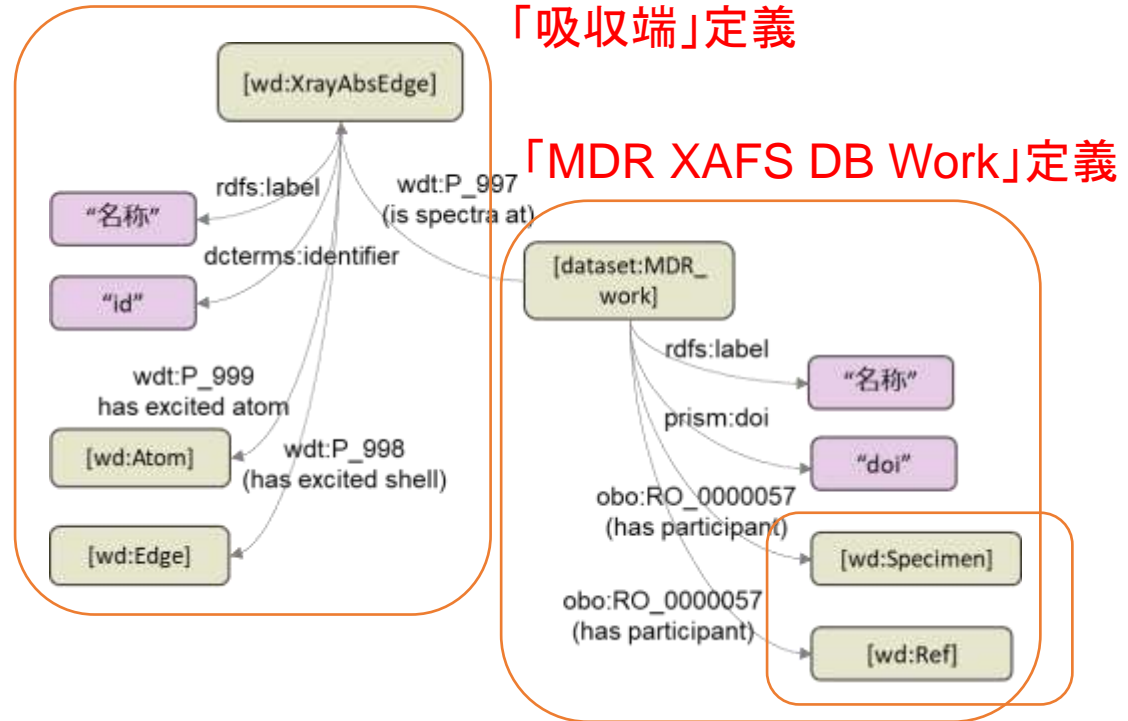 「吸収端」定義
[wd:XrayAbsEdge]
「MDR XAFS DB Work」定義
rdfs:label
wdt:P_997
(is spectra at)
“名称”
dcterms:identifier
“id”
[dataset:MDR_
work]
rdfs:label
wdt:P_999
has excited atom
“名称”
prism:doi
[wd:Atom]
wdt:P_998
(has excited shell)
“doi”
obo:RO_0000057
(has participant)
[wd:Edge]
[wd:Specimen]
obo:RO_0000057
(has participant)
[wd:Ref]